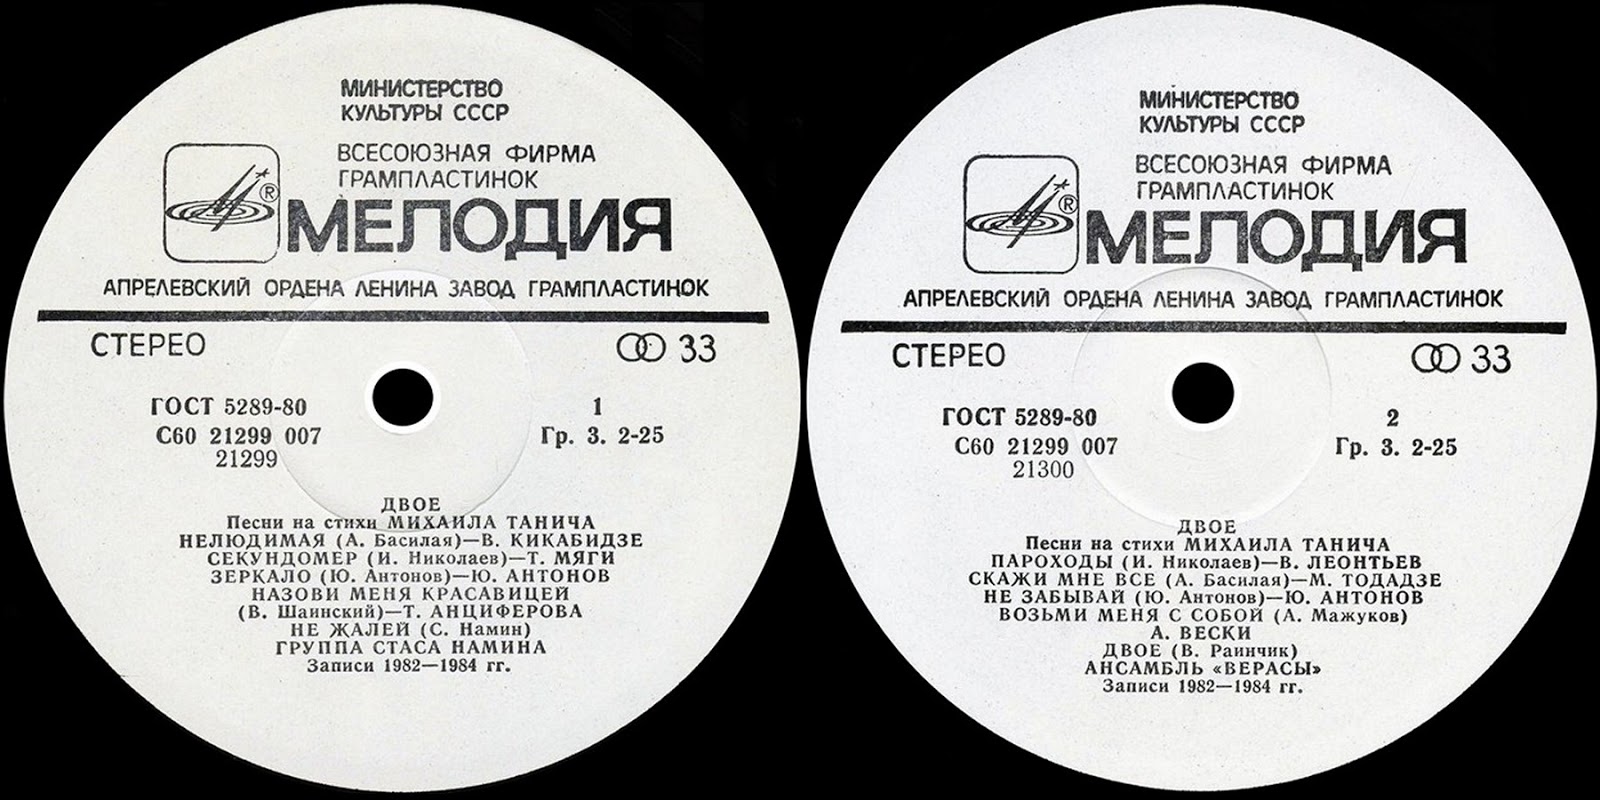 МИНИСТЕРСТВО
КУЛЬТУРЫ СССР
ВСЕСОЮЗНАЯ ФИРМА
ГРАМПЛАСТИНОК
®
МЕЛОДИЯ
АПРЕЛЕВСКИЙ ОРДЕНА ЛЕНИНА ЗАВОД ГРАМПЛАСТИНОК
СТЕРЕО 33
ГОСТ 5289-80 1
С60 21299 007 Гр. 3. 2-25
21299
ДВОЕ
Песни на стихи МИХАИЛА ТАНИЧА
НЕЛЮДИМАЯ (А. Басилая)—В. КИКАБИДЗЕ
СЕКУНДОМЕР (И. Николаев)—Т. МЯГИ
ЗЕРКАЛО (Ю. Антонов)—Ю. АНТОНОВ
НАЗОВИ МЕНЯ КРАСАВИЦЕЙ
(В. Шаинский)—Т. АНЦИФЕРОВА
НЕ ЖАЛЕЙ (С. Намин)
ГРУППА СТАСА НАМИНА
Записи 1982—1984 гг.
МИНИСТЕРСТВО
КУЛЬТУРЫ СССР
ВСЕСОЮЗНАЯ ФИРМА
ГРАМПЛАСТИНОК
®
МЕЛОДИЯ
АПРЕЛЕВСКИЙ ОРДЕНА ЛЕНИНА ЗАВОД ГРАМПЛАСТИНОК
СТЕРЕО 33
ГОСТ 5289-80 2
С60 21299 007 Гр. 3. 2-25
21300
ДВОЕ
Песни на стихи МИХАИЛА ТАНИЧА
ПАРОХОДЫ (И. Николаев)—В. ЛЕОНТЬЕВ
СКАЖИ МНЕ ВСЕ (А. Басилая)—М. ТОДАДЗЕ
НЕ ЗАБЫВАЙ (Ю. Антонов)—Ю. АНТОНОВ
ВОЗЬМИ МЕНЯ С СОБОЙ (А. Мажуков)
А. ВЕСКИ
ДВОЕ (В. Раинчик)
АНСАМБЛЬ «ВЕРАСЫ»
Записи 1982—1984 гг.